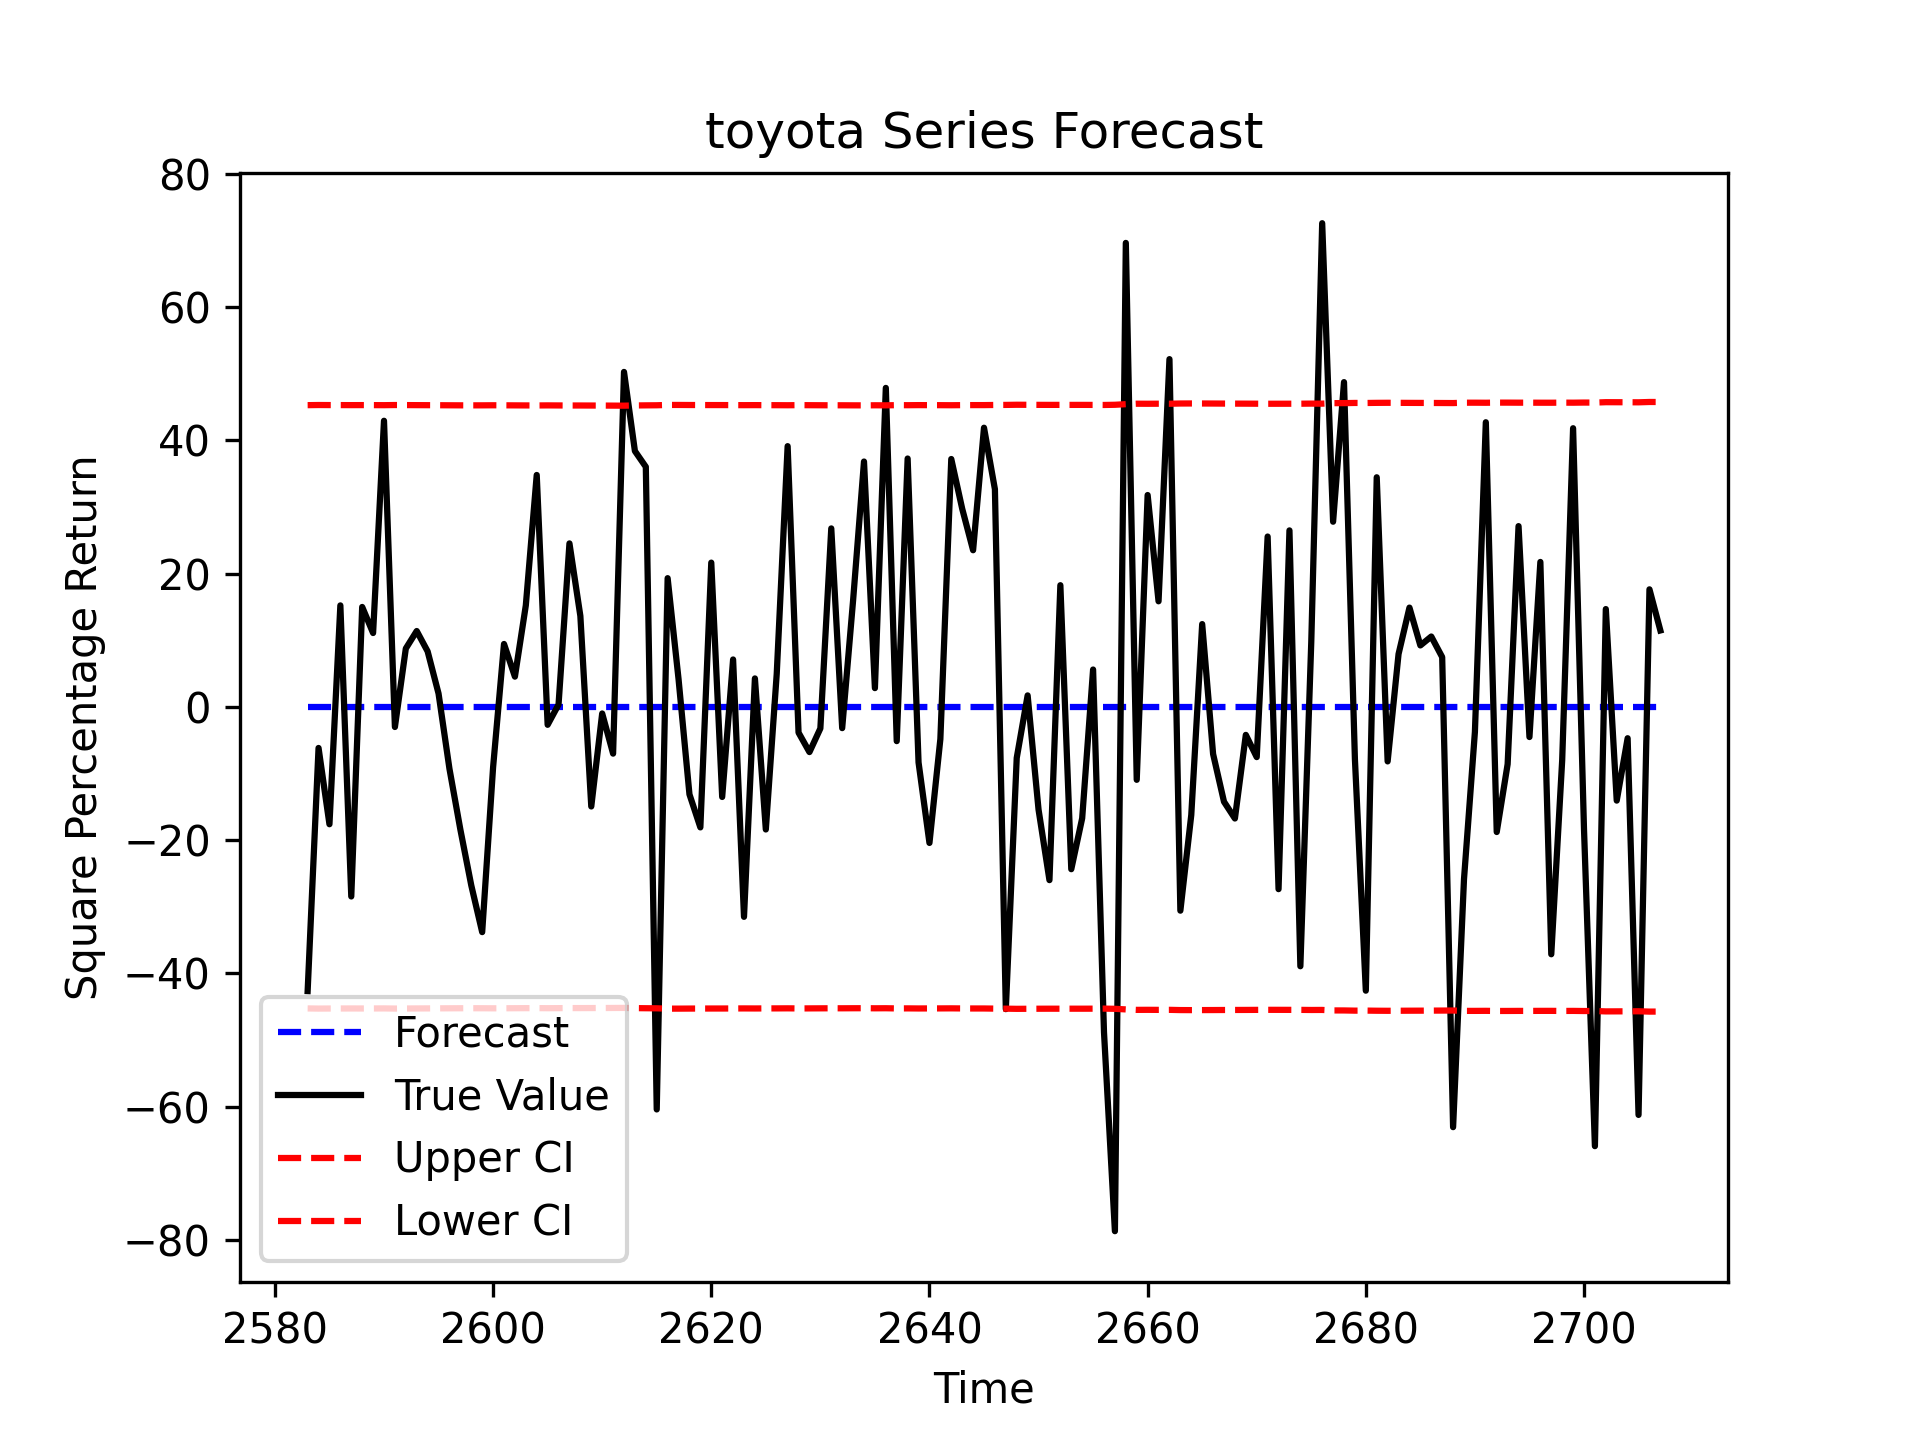 toyota Series Forecast
80
60
40
20
0
−20
−40
−60
−80
Square Percentage Return
Forecast
True Value
Upper CI
Lower CI
2580 2600 2620 2640 2660 2680 2700
Time